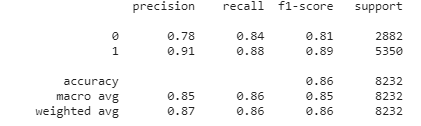 precision recall f1-score support
0 0.78 0.84 0.81 2882
1 0.91 0.88 0.89 5350
accuracy 0.86 8232
macro avg 0.85 0.86 0.85 8232
weighted avg 0.87 0.86 0.86 8232